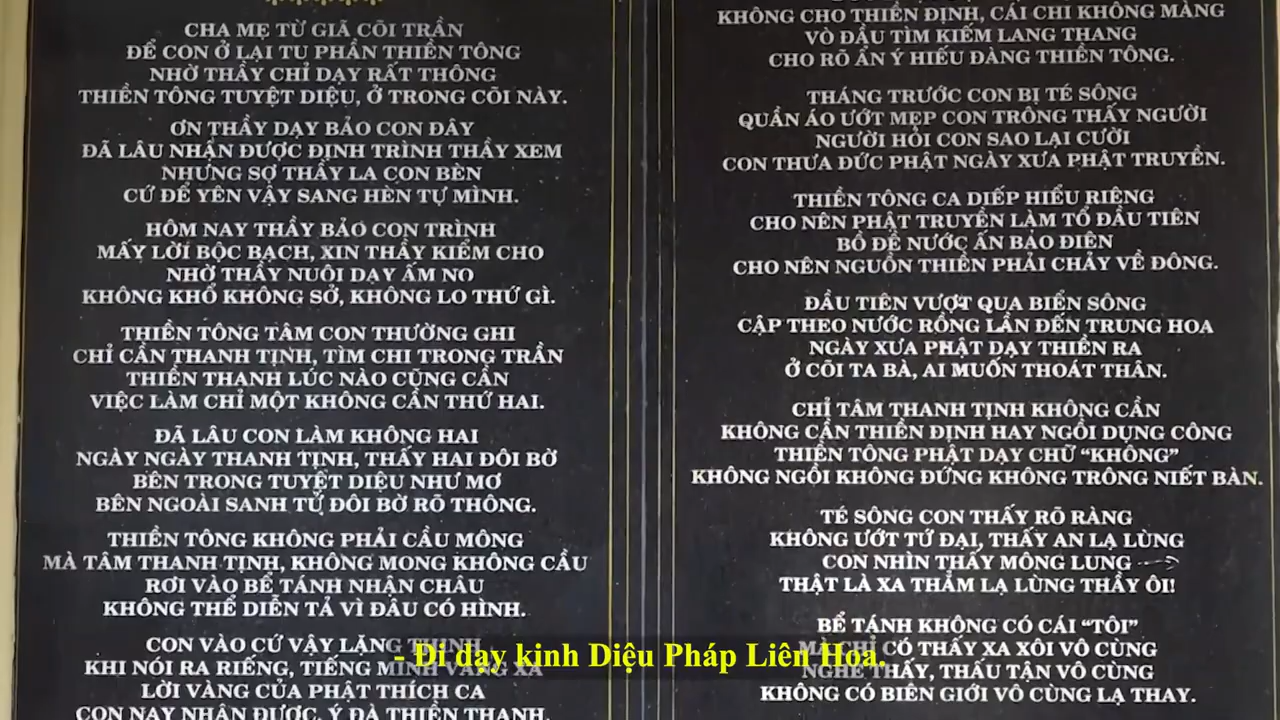 CHA MẸ TỪ GIÃ CÕI TRẦN
ĐỂ CON Ở LẠI TU PHẦN THIỀN TÔNG
NHỜ THẦY CHỈ DẠY RẤT THÔNG
THIỀN TÔNG TUYỆT DIỆU, Ở TRONG CÕI NÀY.
ƠN THẦY DẠY BẢO CON ĐÂY
ĐÃ LÂU NHẬN ĐƯỢC ĐỊNH TRÌNH THẦY XEM
NHƯNG SỢ THẦY LA CON BÈN
CỨ ĐỂ YÊN VẬY SANG HÈN TỰ MÌNH.
HÔM NAY THẦY BẢO CON TRÌNH
MẤY LỜI BỘC BẠCH, XIN THẦY KIỂM CHO
NHỜ THẦY NUÔI DẠY ẤM NO
KHÔNG KHỔ KHÔNG SỞ, KHÔNG LO THỨ GÌ.
THIỀN TÔNG TÂM CON THƯỜNG GHI
CHỈ CẦN THANH TỊNH, TÌM CHI TRONG TRẦN
THIỀN THANH LÚC NÀO CŨNG CẦN
VIỆC LÀM CHỈ MỘT KHÔNG CẦN THỨ HAI.
ĐÃ LÂU CON LÀM KHÔNG HAI
NGÀY NGÀY THANH TỊNH, THẤY HAI ĐÔI BỜ
BÊN TRONG TUYỆT DIỆU NHƯ MƠ
BÊN NGOÀI SANH TỬ ĐÔI BỜ RÕ THÔNG.
THIỀN TÔNG KHÔNG PHẢI CẦU MÔNG
MÀ TÂM THANH TỊNH, KHÔNG MONG KHÔNG CẦU
RƠI VÀO BỂ TÁNH NHẬN CHÂU
KHÔNG THỂ DIỄN TẢ VÌ ĐÂU CÓ HÌNH.
CON VÀO CỨ VẬY LẶNG THINH
KHI NÓI RA RIẾNG, TIẾNG MÌNH VANG XA
LỜI VÀNG CỦA PHẬT THÍCH CA
CON NAY NHẬN ĐƯỢC, Ý ĐÀ THIỀN THANH.
KHÔNG CHO THIỀN ĐỊNH, CÁI CHI KHÔNG MÀNG
VÒ ĐẦU TÌM KIẾM LANG THANG
CHO RÕ ẨN Ý HIẾU ĐÀNG THIỀN TÔNG.
THÁNG TRƯỚC CON BỊ TÉ SÔNG
QUẦN ÁO ƯỚT MẸP CON TRÔNG THẤY NGƯỜI
NGƯỜI HỎI CON SAO LẠI CƯỜI
CON THƯA ĐỨC PHẬT NGÀY XƯA PHẬT TRUYỀN.
THIỀN TÔNG CA DIẾP HIỂU RIÊNG
CHO NÊN PHẬT TRUYỀN LÀM TỔ ĐẦU TIÊN
BỒ ĐỀ NƯỚC ẤN BẢO ĐIÊN
CHO NÊN NGUỒN THIỀN PHẢI CHẢY VỀ ĐÔNG.
ĐẦU TIÊN VƯỢT QUA BIỂN SÔNG
CẬP THEO NƯỚC RỒNG LẦN ĐẾN TRUNG HOA
NGÀY XƯA PHẬT DẠY THIỀN RA
Ở CÕI TA BÀ, AI MUỐN THOÁT THÂN.
CHỈ TÂM THANH TỊNH KHÔNG CẦN
KHÔNG CẦN THIỀN ĐỊNH HAY NGỒI DỤNG CÔNG
THIỀN TÔNG PHẬT DẠY CHỮ “KHÔNG”
KHÔNG NGỒI KHÔNG ĐỨNG KHÔNG TRÔNG NIẾT BÀN.
TÉ SÔNG CON THẤY RÕ RÀNG
KHÔNG ƯỚT TỨ ĐẠI, THẤY AN LẠ LÙNG
CON NHÌN THẤY MÔNG LUNG
THẬT LÀ XA THẲM LẠ LÙNG THẦY ÔI!
BỂ TÁNH KHÔNG CÓ CÁI “TÔI”
MÀ CHỈ CÓ THẤY XA XÔI VÔ CÙNG
NGHE THẤY, THẤU TẬN VÔ CÙNG
KHÔNG CÓ BIÊN GIỚI VÔ CÙNG LẠ THAY.
- Đi dạy kinh Diệu Pháp Liên Hoa.